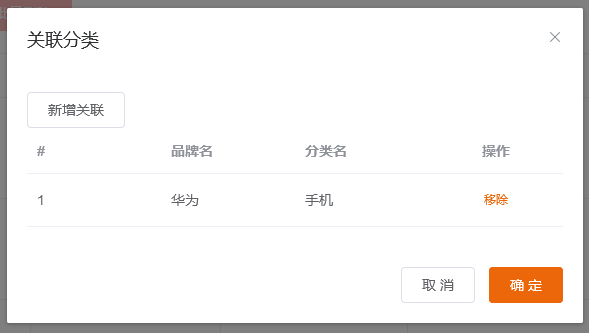 关联分类
新增关联
# 品牌名 分类名 操作
1 华为 手机 移除
取 消 确 定